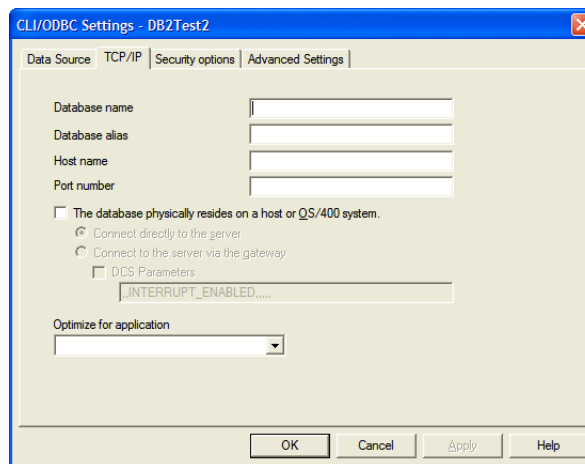 CLI/ODBC Settings - DB2Test2
Data Source TCP/IP Security options Advanced Settings
Database name
Database alias
Host name
Port number
The database physically resides on a host or OS/400 system.
Connect directly to the server
Connect to the server via the gateway
DCS Parameters
,,INTERRUPT_ENABLED,,,,,
Optimize for application
OK Cancel Apply Help